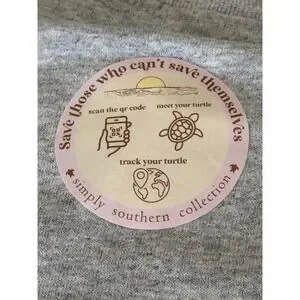 Save those who can't save themselves
scan the qr code
meet your turtle
track your turtle
simply southern collection